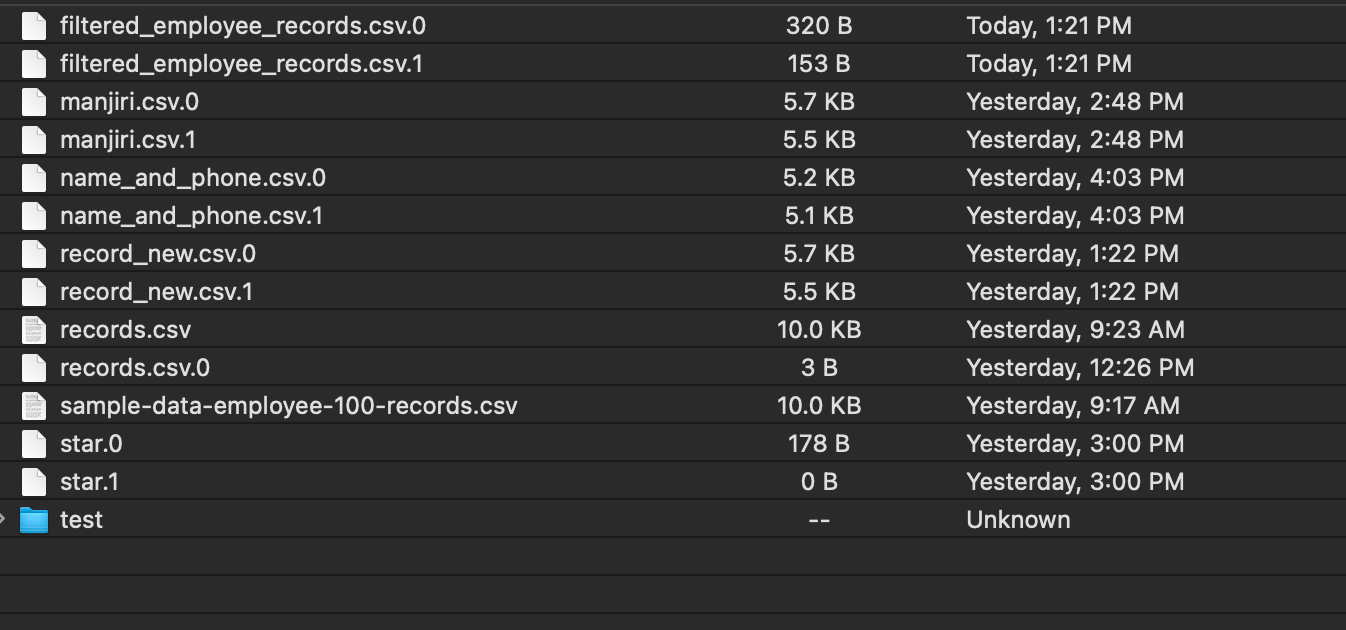 filtered_employee_records.csv.0 320 B Today, 1:21 PM
filtered_employee_records.csv.1 153 B Today, 1:21 PM
manjiri.csv.0 5.7 KB Yesterday, 2:48 PM
manjiri.csv.1 5.5 KB Yesterday, 2:48 PM
name_and_phone.csv.0 5.2 KB Yesterday, 4:03 PM
name_and_phone.csv.1 5.1 KB Yesterday, 4:03 PM
record_new.csv.0 5.7 KB Yesterday, 1:22 PM
record_new.csv.1 5.5 KB Yesterday, 1:22 PM
records.csv 10.0 KB Yesterday, 9:23 AM
records.csv.0 3 B Yesterday, 12:26 PM
sample-data-employee-100-records.csv 10.0 KB Yesterday, 9:17 AM
star.0 178 B Yesterday, 3:00 PM
star.1 0 B Yesterday, 3:00 PM
test -- Unknown